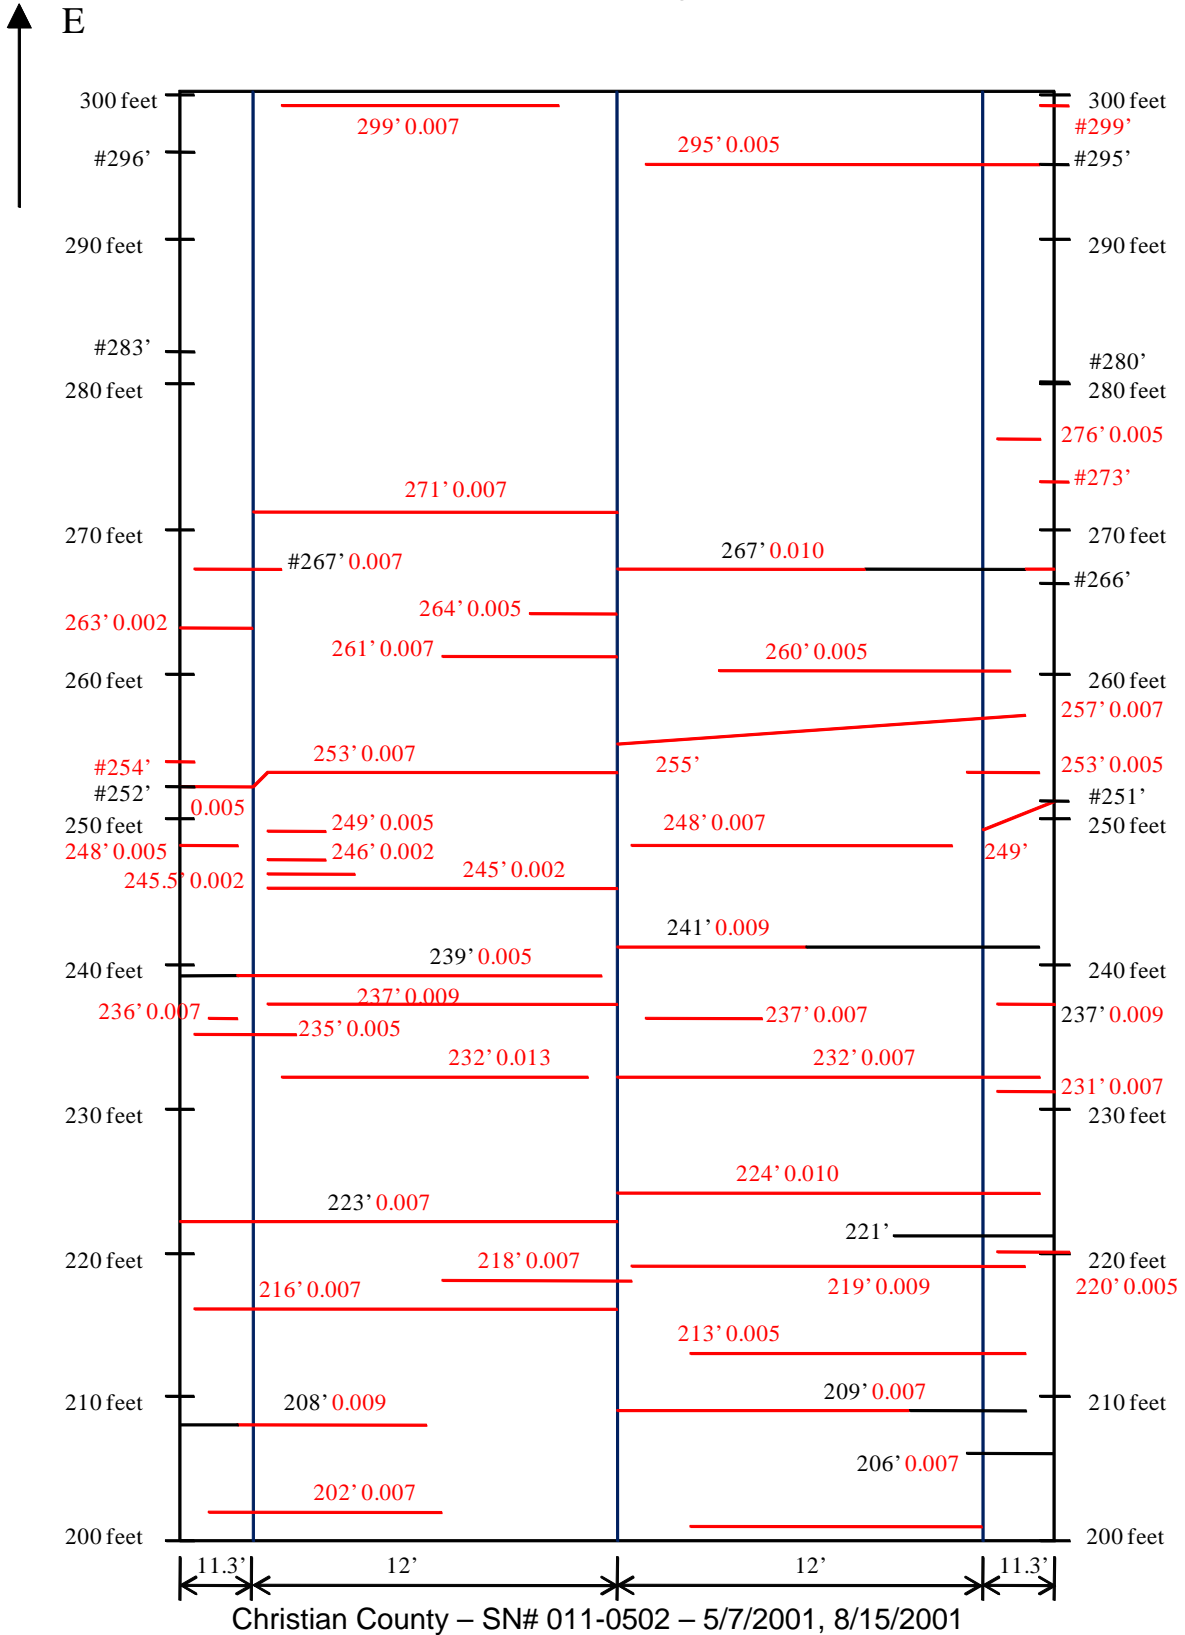 E
300 feet 300 feet
299’ 0.007 #299’
295’ 0.005
#296’ #295’
290 feet 290 feet
#283’ #280’
280 feet 280 feet
276’ 0.005
#273’
271’ 0.007
270 feet 270 feet
267’ 0.010
#267’ 0.007
#266’
264’ 0.005
263’ 0.002
261’ 0.007 260’ 0.005
260 feet 260 feet
257’ 0.007
253’ 0.007
#254’ 255’ 253’ 0.005
#252’ #251’
0.005
249’ 0.005 248’ 0.007
250 feet 250 feet
248’ 0.005 246’ 0.002 249’
245.5’ 0.002 245’ 0.002
241’ 0.009
239’ 0.005
240 feet 240 feet
237’ 0.009
236’ 0.007 237’ 0.007 237’ 0.009
235’ 0.005
232’ 0.013 232’ 0.007
231’ 0.007
230 feet 230 feet
224’ 0.010
223’ 0.007
221’
218’ 0.007
220 feet 220 feet
216’ 0.007 219’ 0.009 220’ 0.005
213’ 0.005
209’ 0.007
210 feet 208’ 0.009 210 feet
206’ 0.007
202’ 0.007
200 feet 200 feet
11.3’ 12’ 12’ 11.3’
Christian County – SN# 011-0502 – 5/7/2001, 8/15/2001